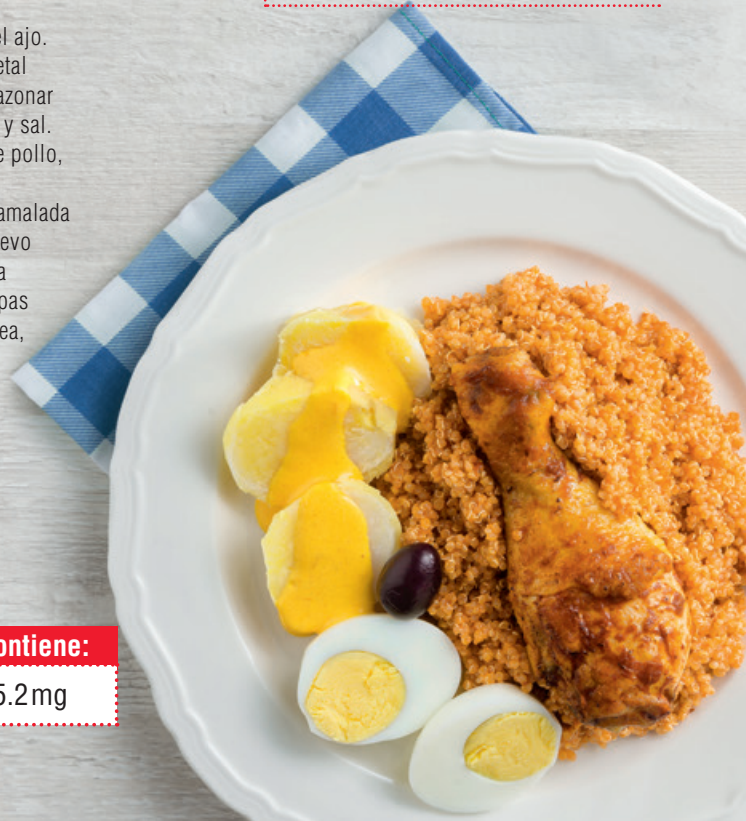 el ajo.
etal
azonar
y sal.
e pollo,
amalada
evo
a
pas
ea,
ontiene:
5.2mg